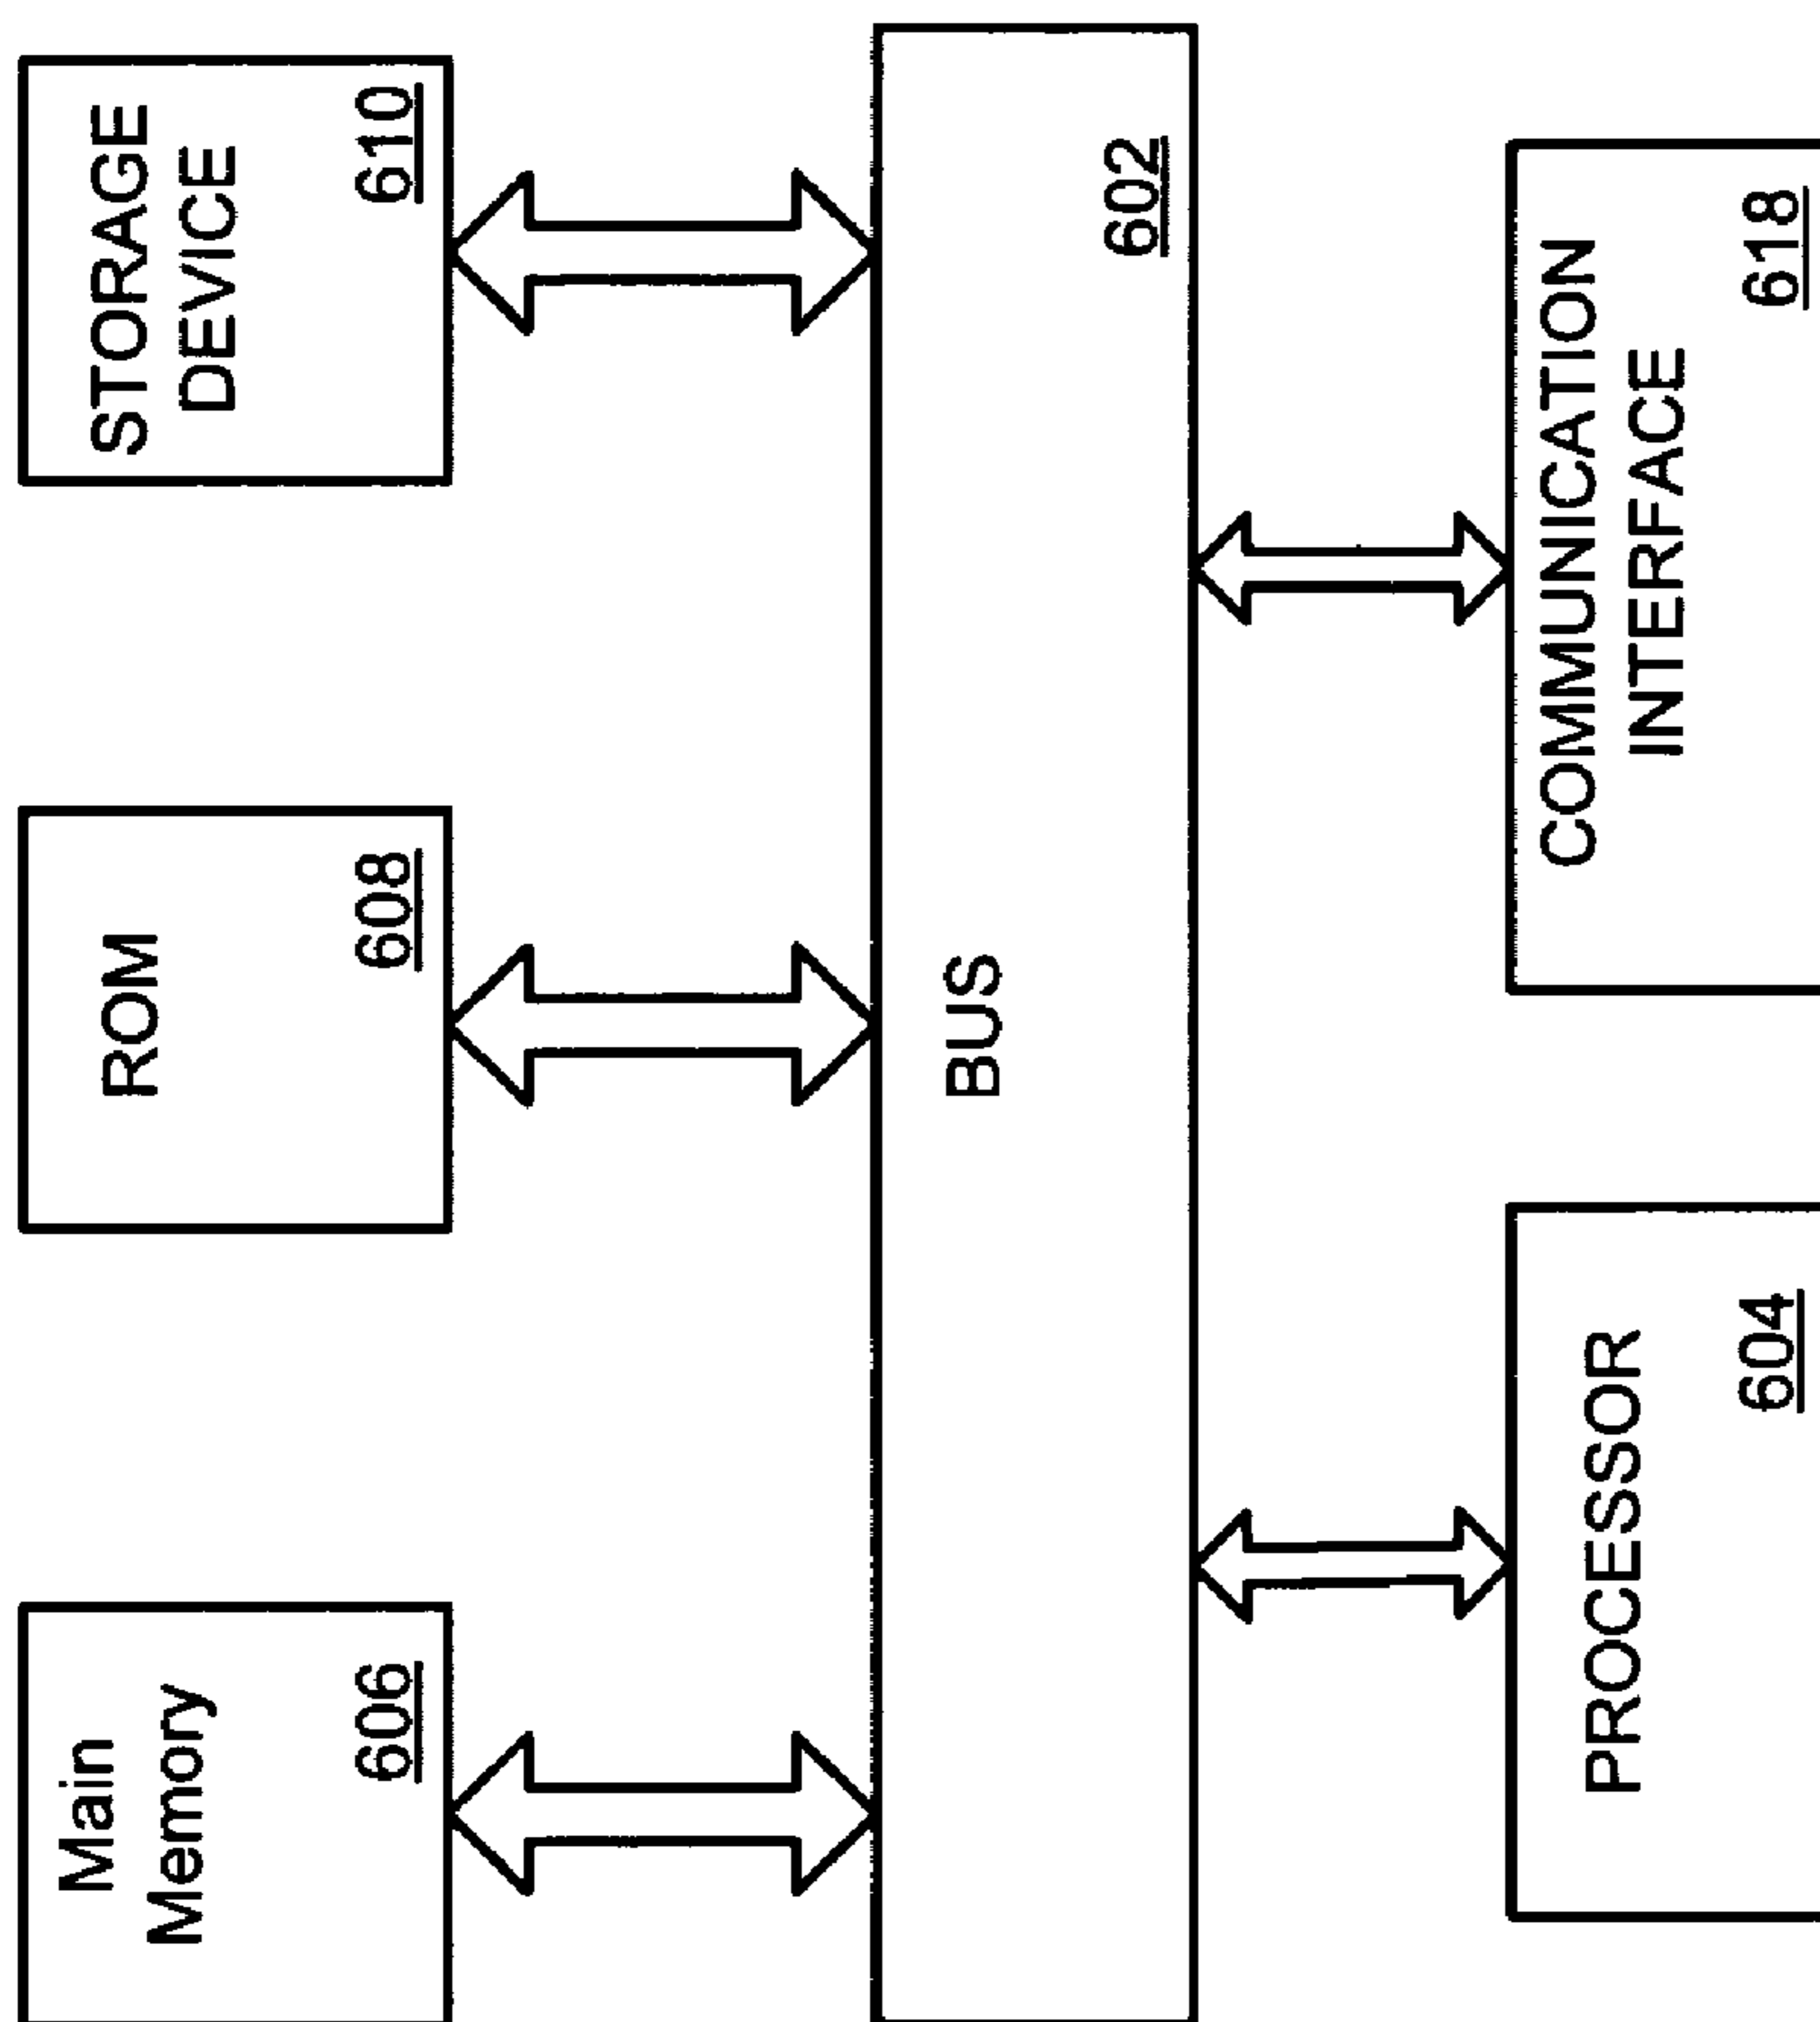 Main
Memory
606
ROM
608
STORAGE
DEVICE
610
BUS
602
PROCESSOR
604
COMMUNICATION
INTERFACE
618